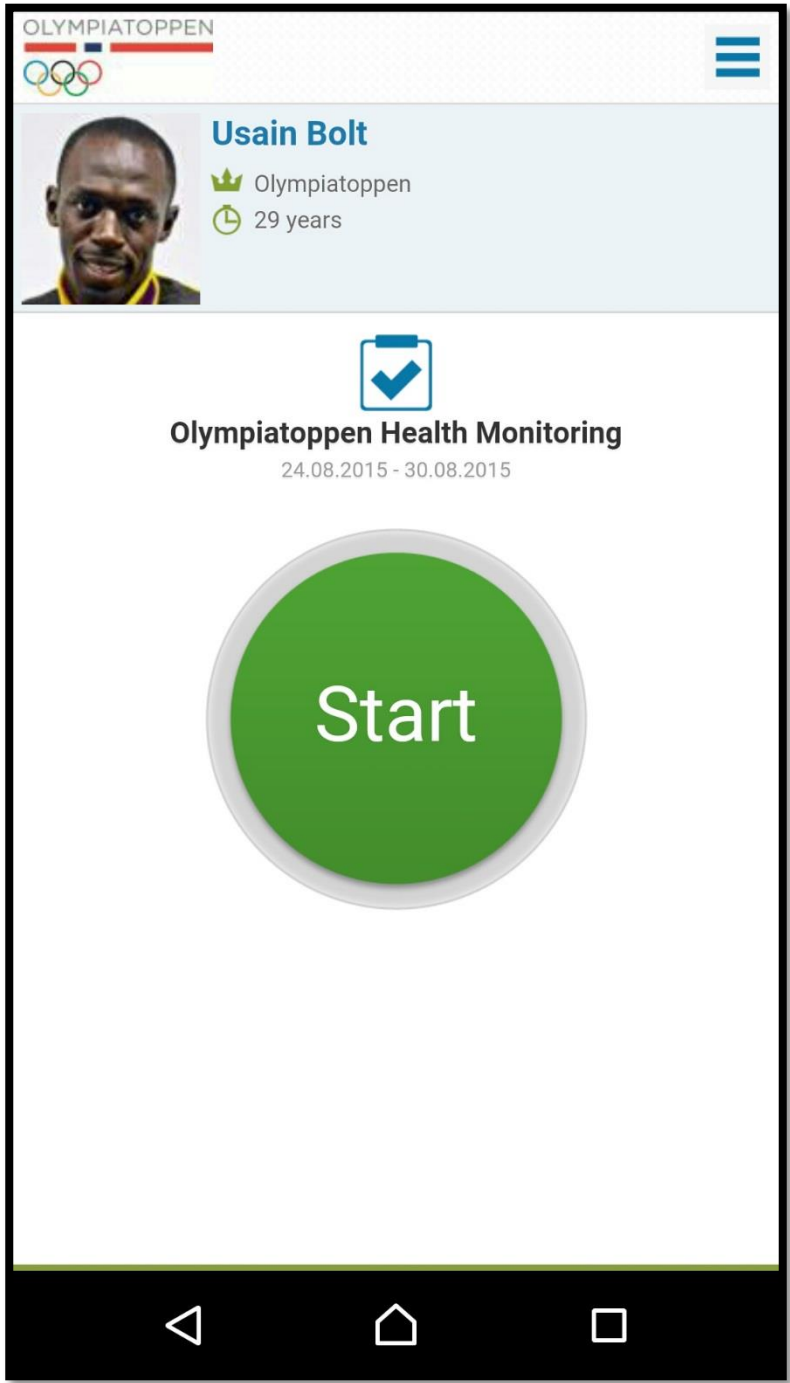 OLYMPIATOPPEN
Usain Bolt
Olympiatoppen
29 years
Olympiatoppen Health Monitoring
24.08.2015 - 30.08.2015
Start